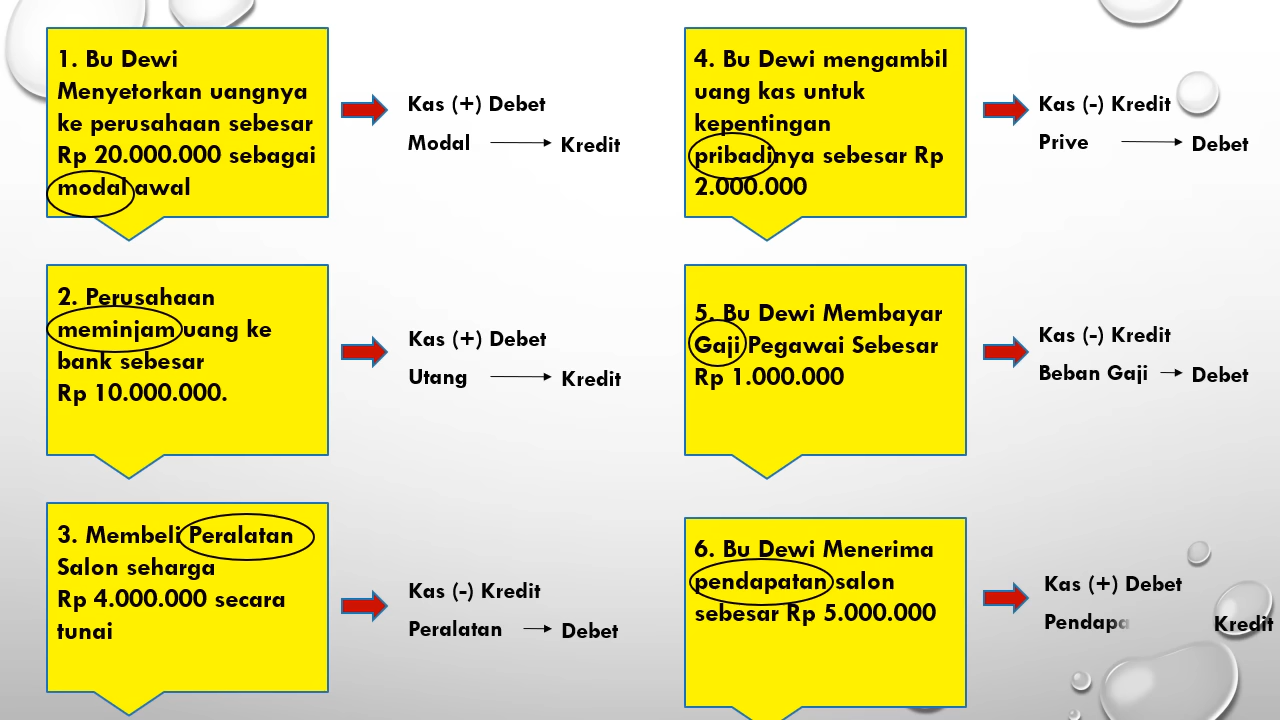 1. Bu Dewi
Menyetorkan uangnya
ke perusahaan sebesar
Rp 20.000.000 sebagai
modal awal
Kas (+) Debet
Modal Kredit
2. Perusahaan
meminjam uang ke
bank sebesar
Rp 10.000.000.
Kas (+) Debet
Utang Kredit
3. Membeli Peralatan
Salon seharga
Rp 4.000.000 secara
tunai
Kas (-) Kredit
Peralatan Debet
4. Bu Dewi mengambil
uang kas untuk
kepentingan
pribadinya sebesar Rp
2.000.000
Kas (-) Kredit
Prive Debet
5. Bu Dewi Membayar
Gaji Pegawai Sebesar
Rp 1.000.000
Kas (-) Kredit
Beban Gaji Debet
6. Bu Dewi Menerima
pendapatan salon
sebesar Rp 5.000.000
Kas (+) Debet
Pendapa Kredit